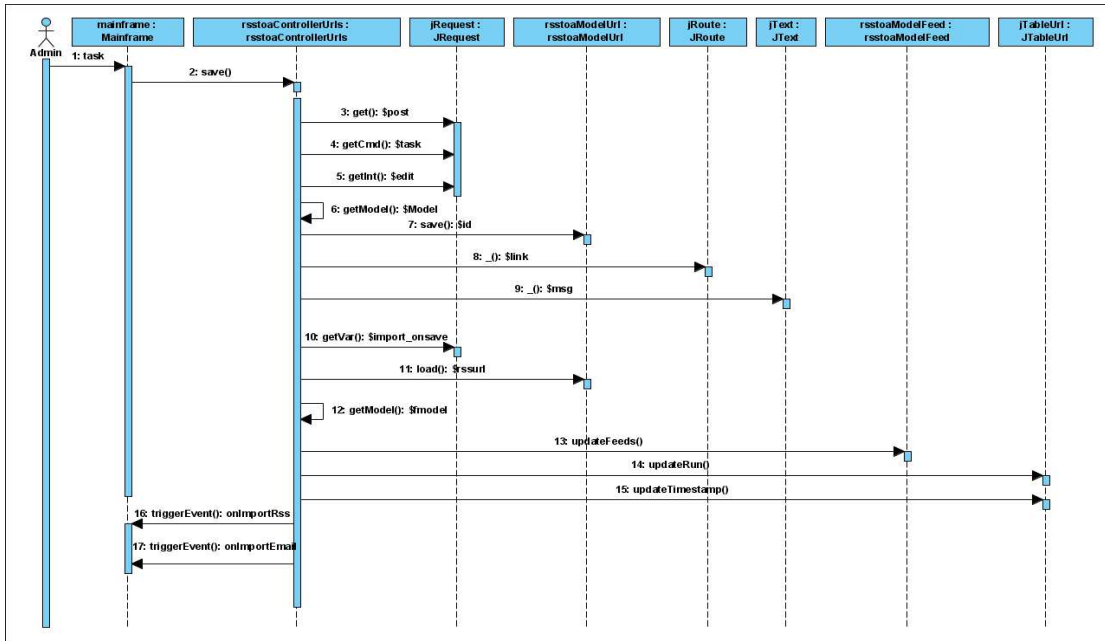 mainframe :
Mainframe
rsstoaControllerUrls :
rsstoaControllerUrls
jRequest :
JRequest
rsstoaModelUrl :
rsstoaModelUrl
jRoute :
JRoute
jText :
JText
rsstoaModelFeed :
rsstoaModelFeed
jTableUrl :
JTableUrl
Admin
1: task
2: save()
3: get(): $post
4: getCmd(): $task
5: getInt(): $edit
6: getModel(): $Model
7: save(): $id
8: _(): $link
9: _(): $msg
10: getVar(): $import_onsave
11: load(): $rssurl
12: getModel(): $fmodel
13: updateFeeds()
14: updateRun()
15: updateTimestamp()
16: triggerEvent(): onImportRss
17: triggerEvent(): onImportEmail